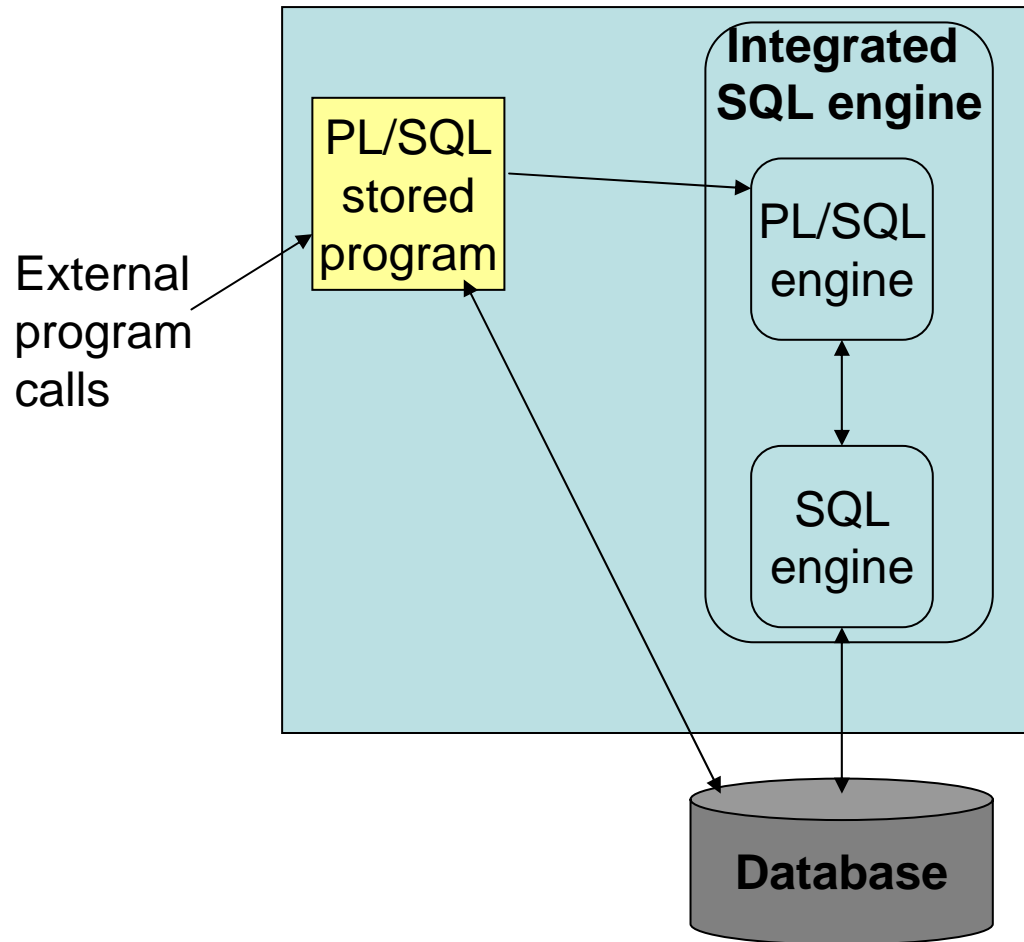 Integrated
SQL engine
PL/SQL
stored
program
PL/SQL
engine
External
program
calls
SQL
engine
Database